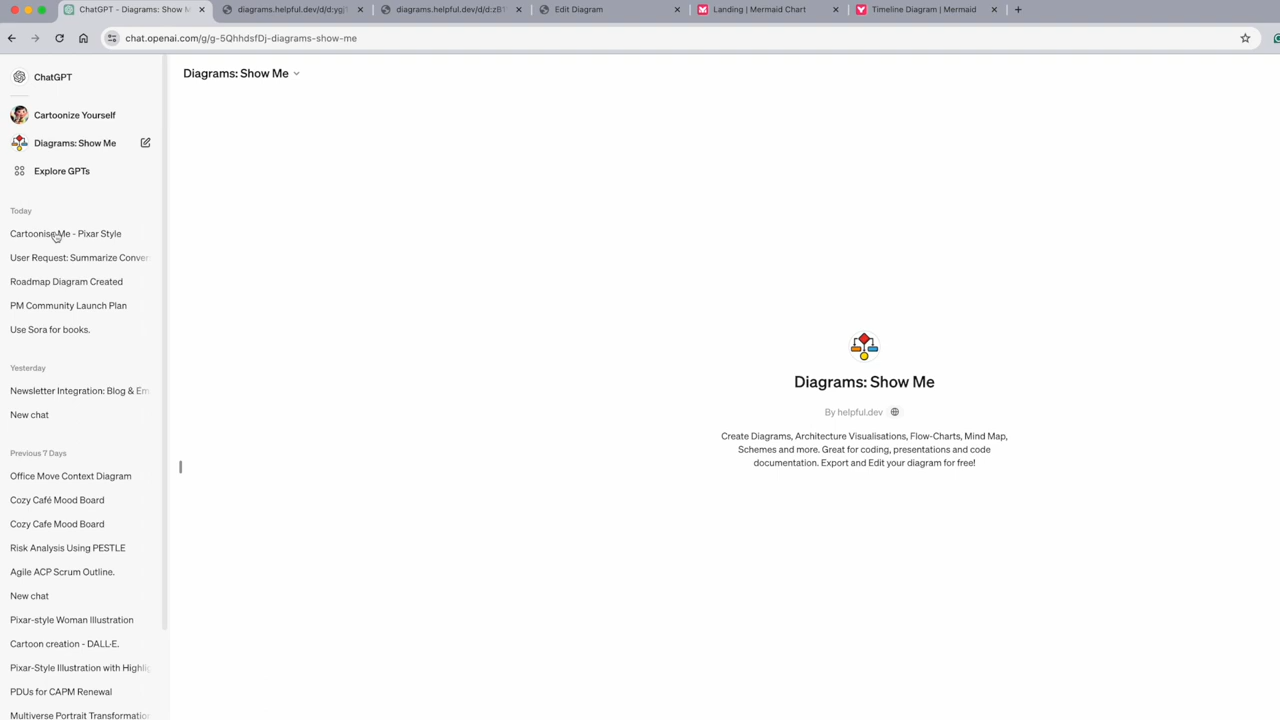 ChatGPT - Diagrams: Show M
diagrams.helpful.dev/d/d:ygj
diagrams.helpful.dev/d/d:zB
Edit Diagram
Landing | Mermaid Chart
Timeline Diagram | Mermaid
chat.openai.com/g/g-5QhhdsfDj-diagrams-show-me
ChatGPT
Diagrams: Show Me
Cartoonize Yourself
Diagrams: Show Me
Explore GPTs
Today
Cartoonise Me - Pixar Style
User Request: Summarize Conver
Roadmap Diagram Created
PM Community Launch Plan
Use Sora for books.
Yesterday
Newsletter Integration: Blog & Em
New chat
Previous 7 Days
Office Move Context Diagram
Cozy Café Mood Board
Cozy Cafe Mood Board
Risk Analysis Using PESTLE
Agile ACP Scrum Outline.
New chat
Pixar-style Woman Illustration
Cartoon creation - DALL·E.
Pixar-Style Illustration with Highlig
PDUs for CAPM Renewal
Multiverse Portrait Transformation
Diagrams: Show Me
By helpful.dev
Create Diagrams, Architecture Visualisations, Flow-Charts, Mind Map,
Schemes and more. Great for coding, presentations and code
documentation. Export and Edit your diagram for free!